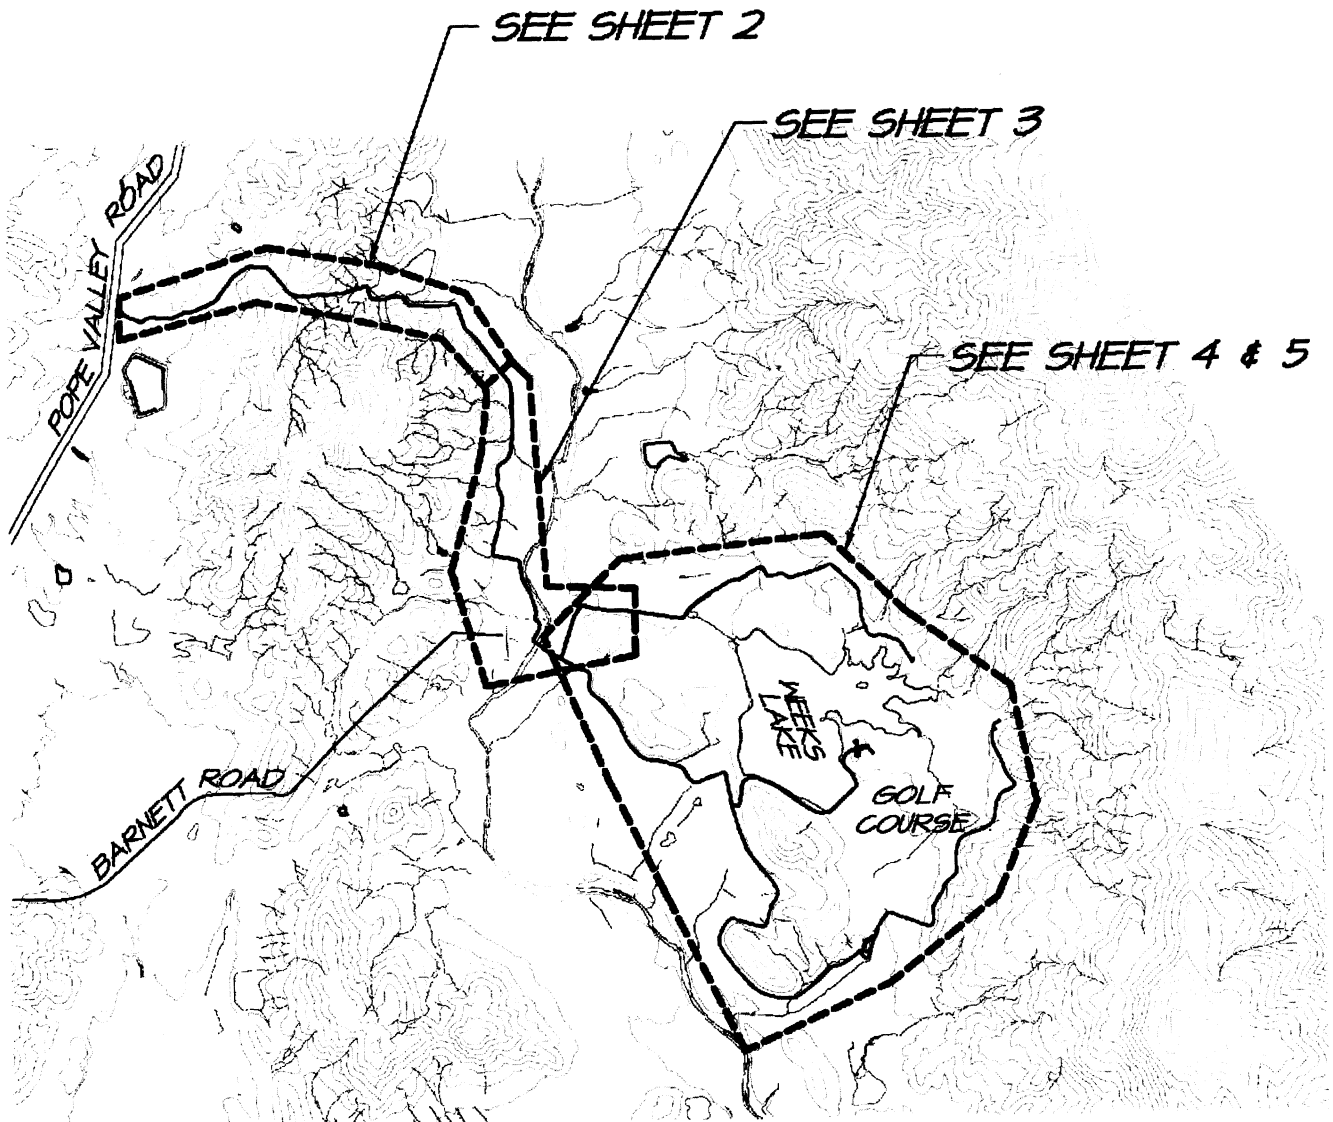 SEE SHEET 2
SEE SHEET 3
POPE VALLEY ROAD
SEE SHEET 4 & 5
WEEKS
LAKE
BARNETT ROAD
GOLF
COURSE